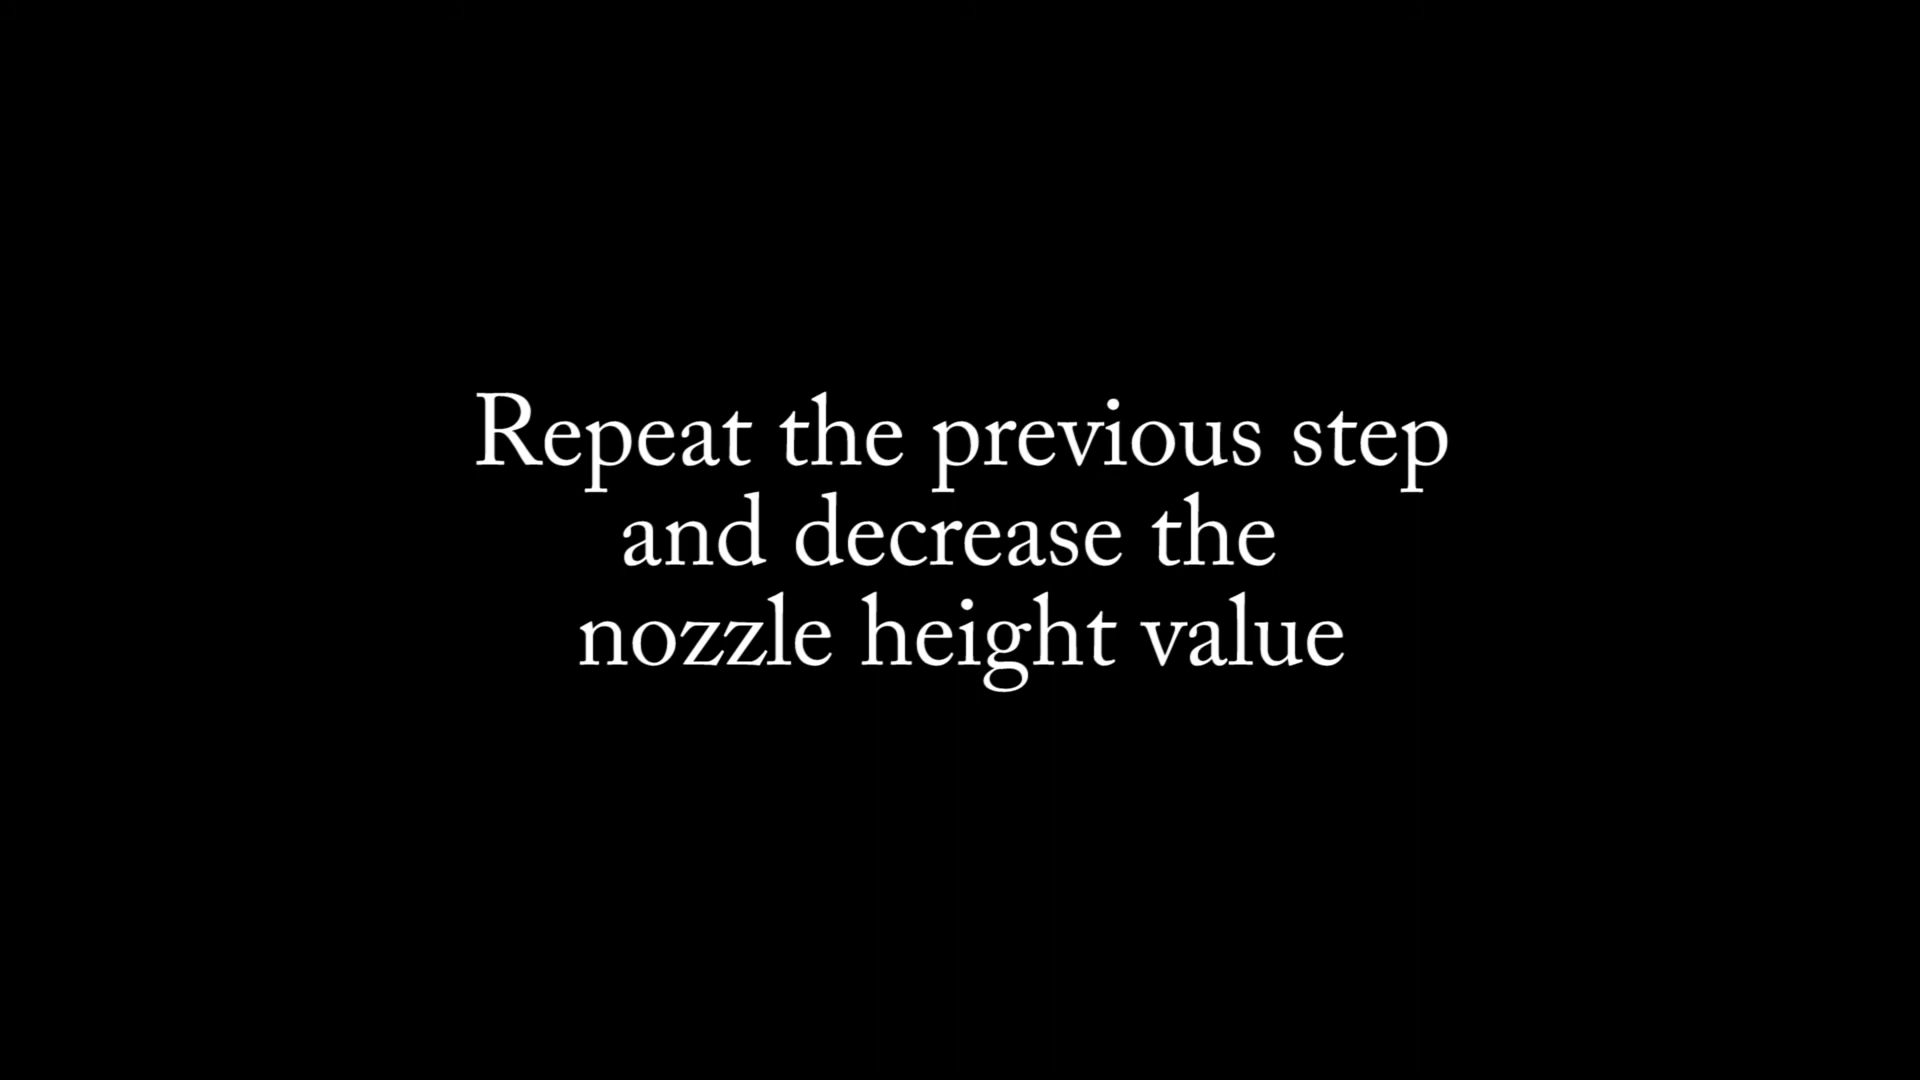 Repeat the previous step
and decrease the
nozzle height value